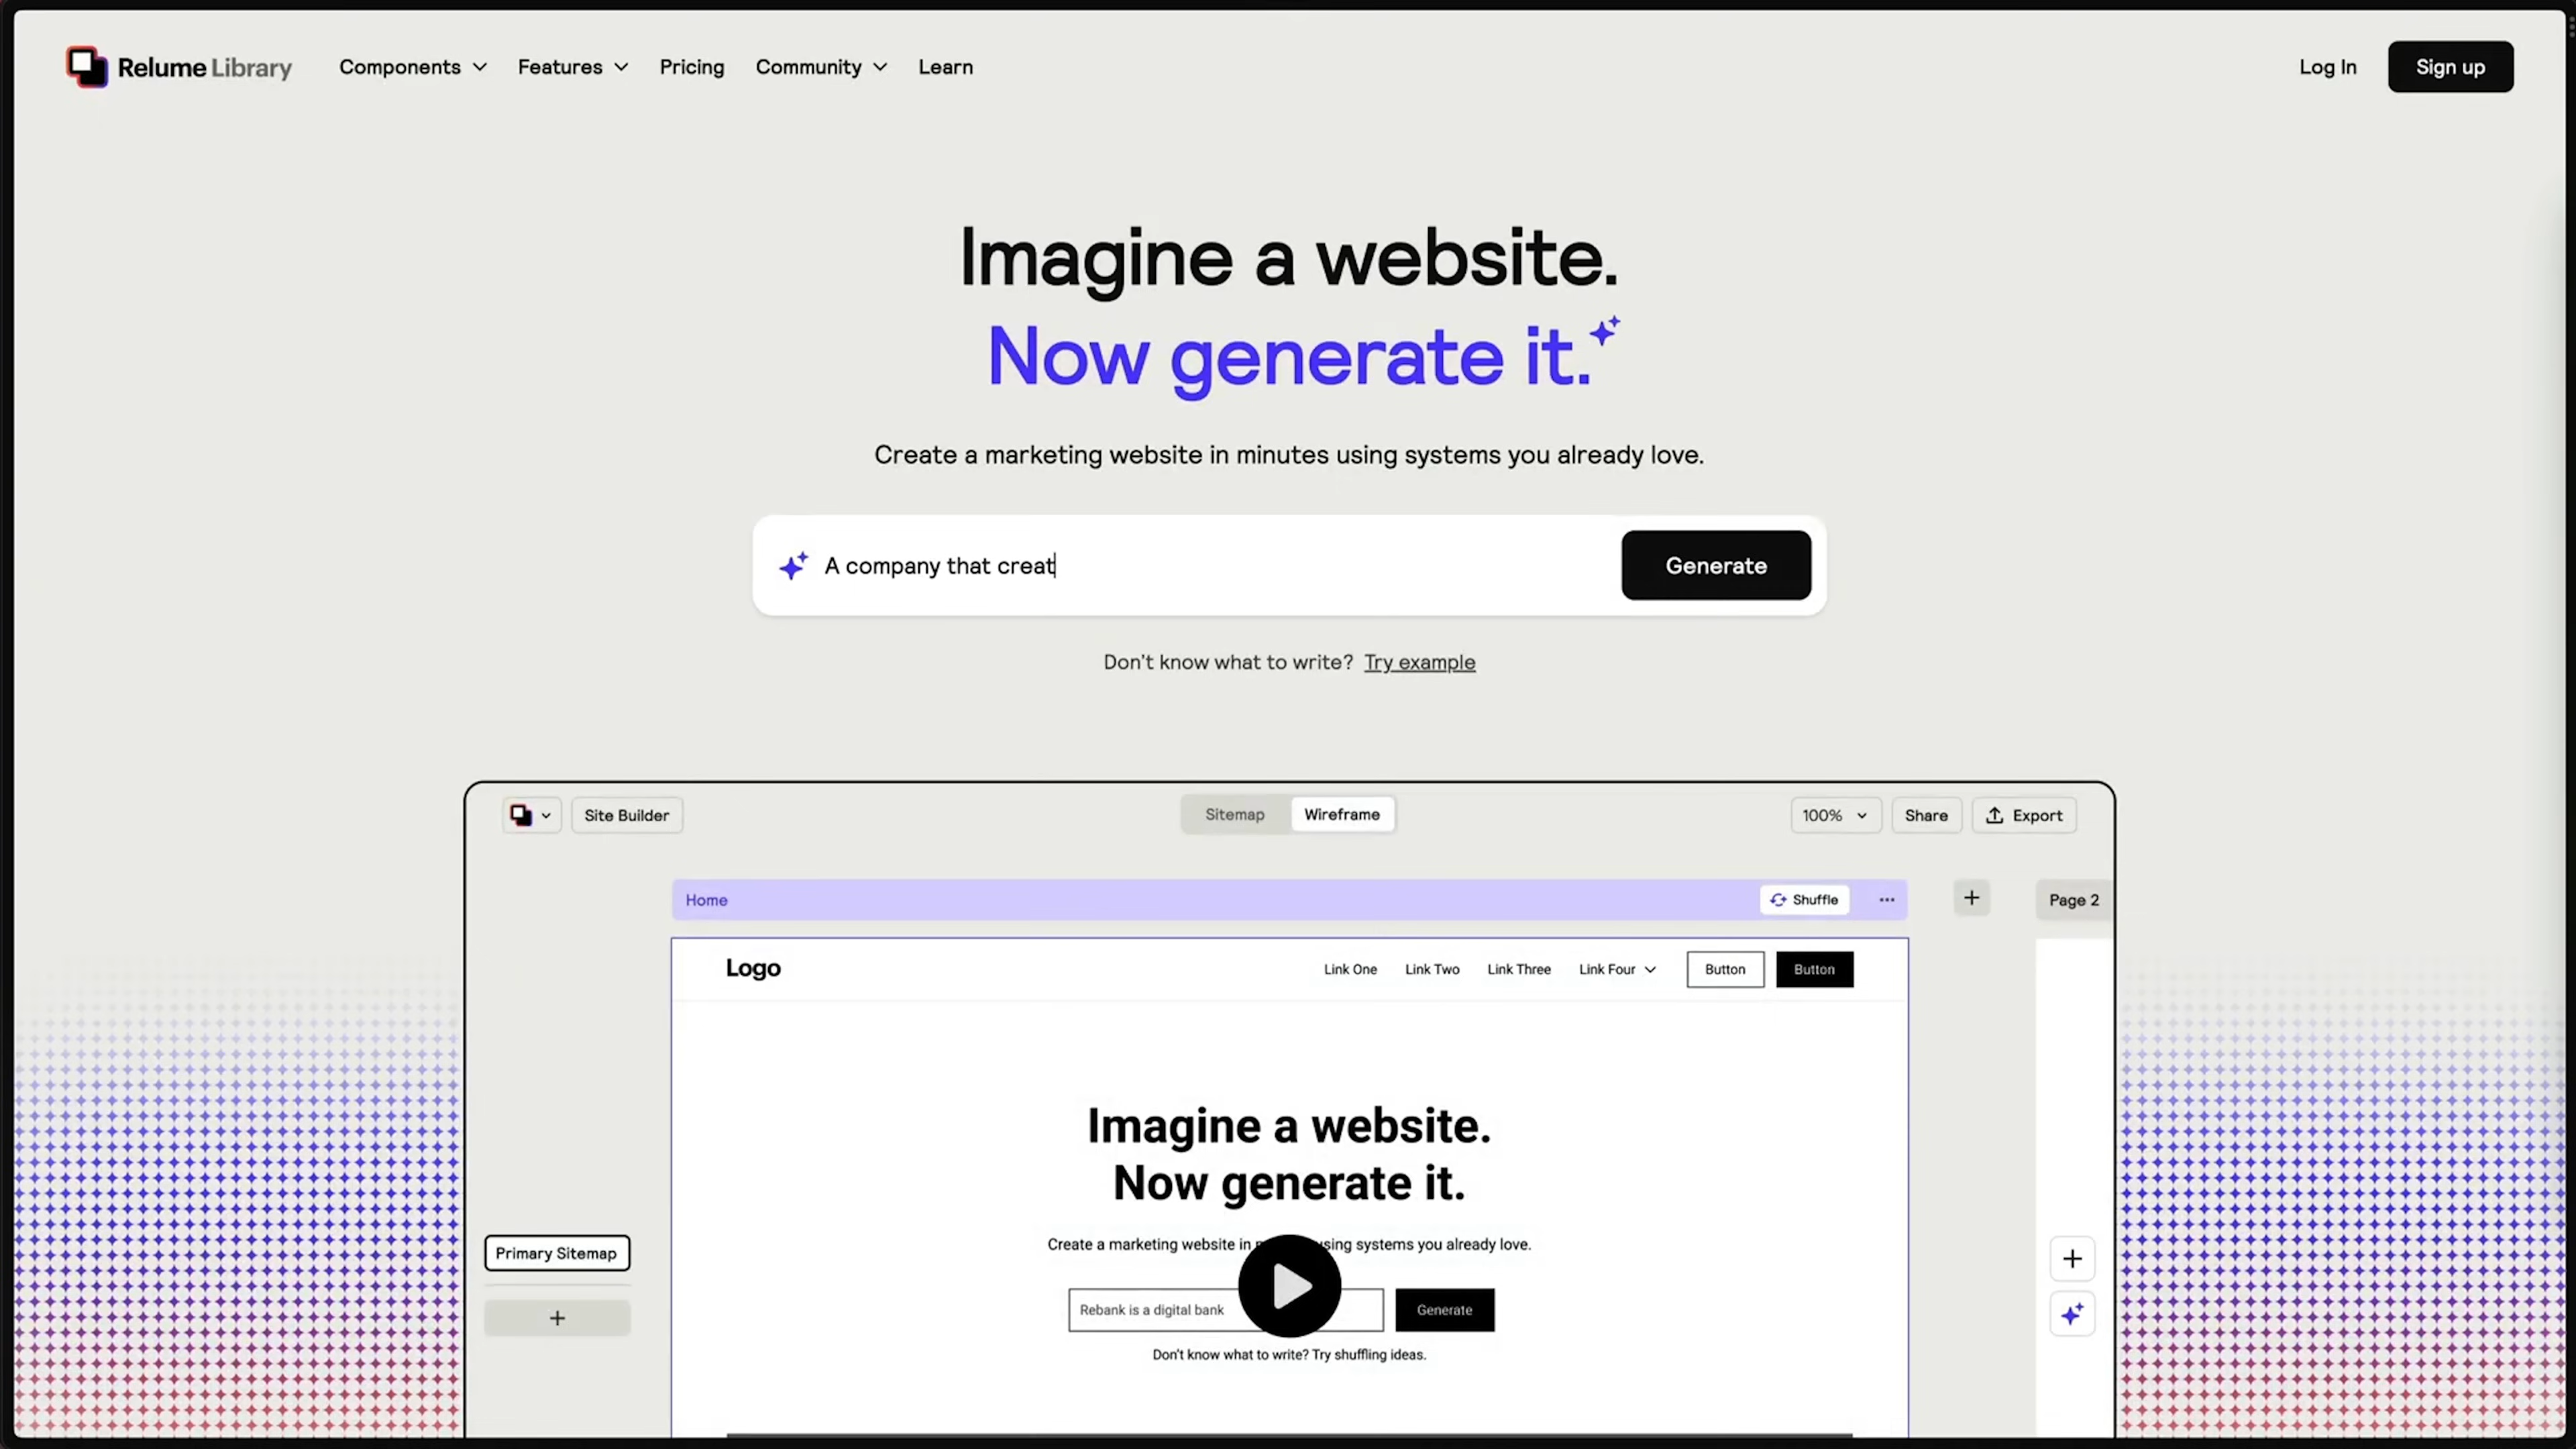 Relume Library Components Features Pricing Community Learn Log In Sign up
Imagine a website.
Now generate it.
Create a marketing website in minutes using systems you already love.
A company that creat Generate
Don't know what to write? Try example
Site Builder Sitemap Wireframe 100% Share Export
Home Shuffle Page 2
Logo Link One Link Two Link Three Link Four Button Button
Imagine a website.
Now generate it.
Create a marketing website in using systems you already love.
Primary Sitemap
Rebank is a digital bank Generate
Don't know what to write? Try shuffling ideas.